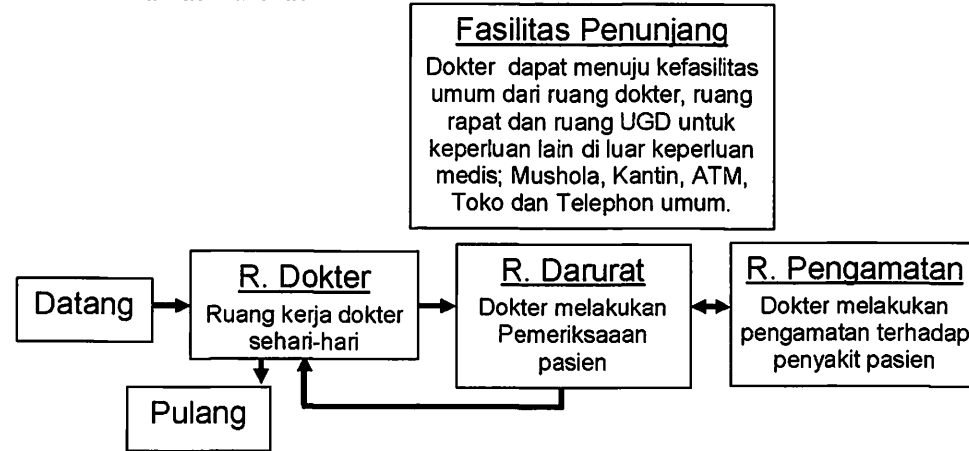 Fasilitas Penunjang
Dokter dapat menuju kefasilitas
umum dari ruang dokter, ruang
rapat dan ruang UGD untuk
keperluan lain di luar keperluan
medis; Mushola, Kantin, ATM,
Toko dan Telephon umum.
Datang
R. Dokter
Ruang kerja dokter
sehari-hari
R. Darurat
Dokter melakukan
Pemeriksaaan
pasien
R. Pengamatan
Dokter melakukan
pengamatan terhadap
penyakit pasien
Pulang